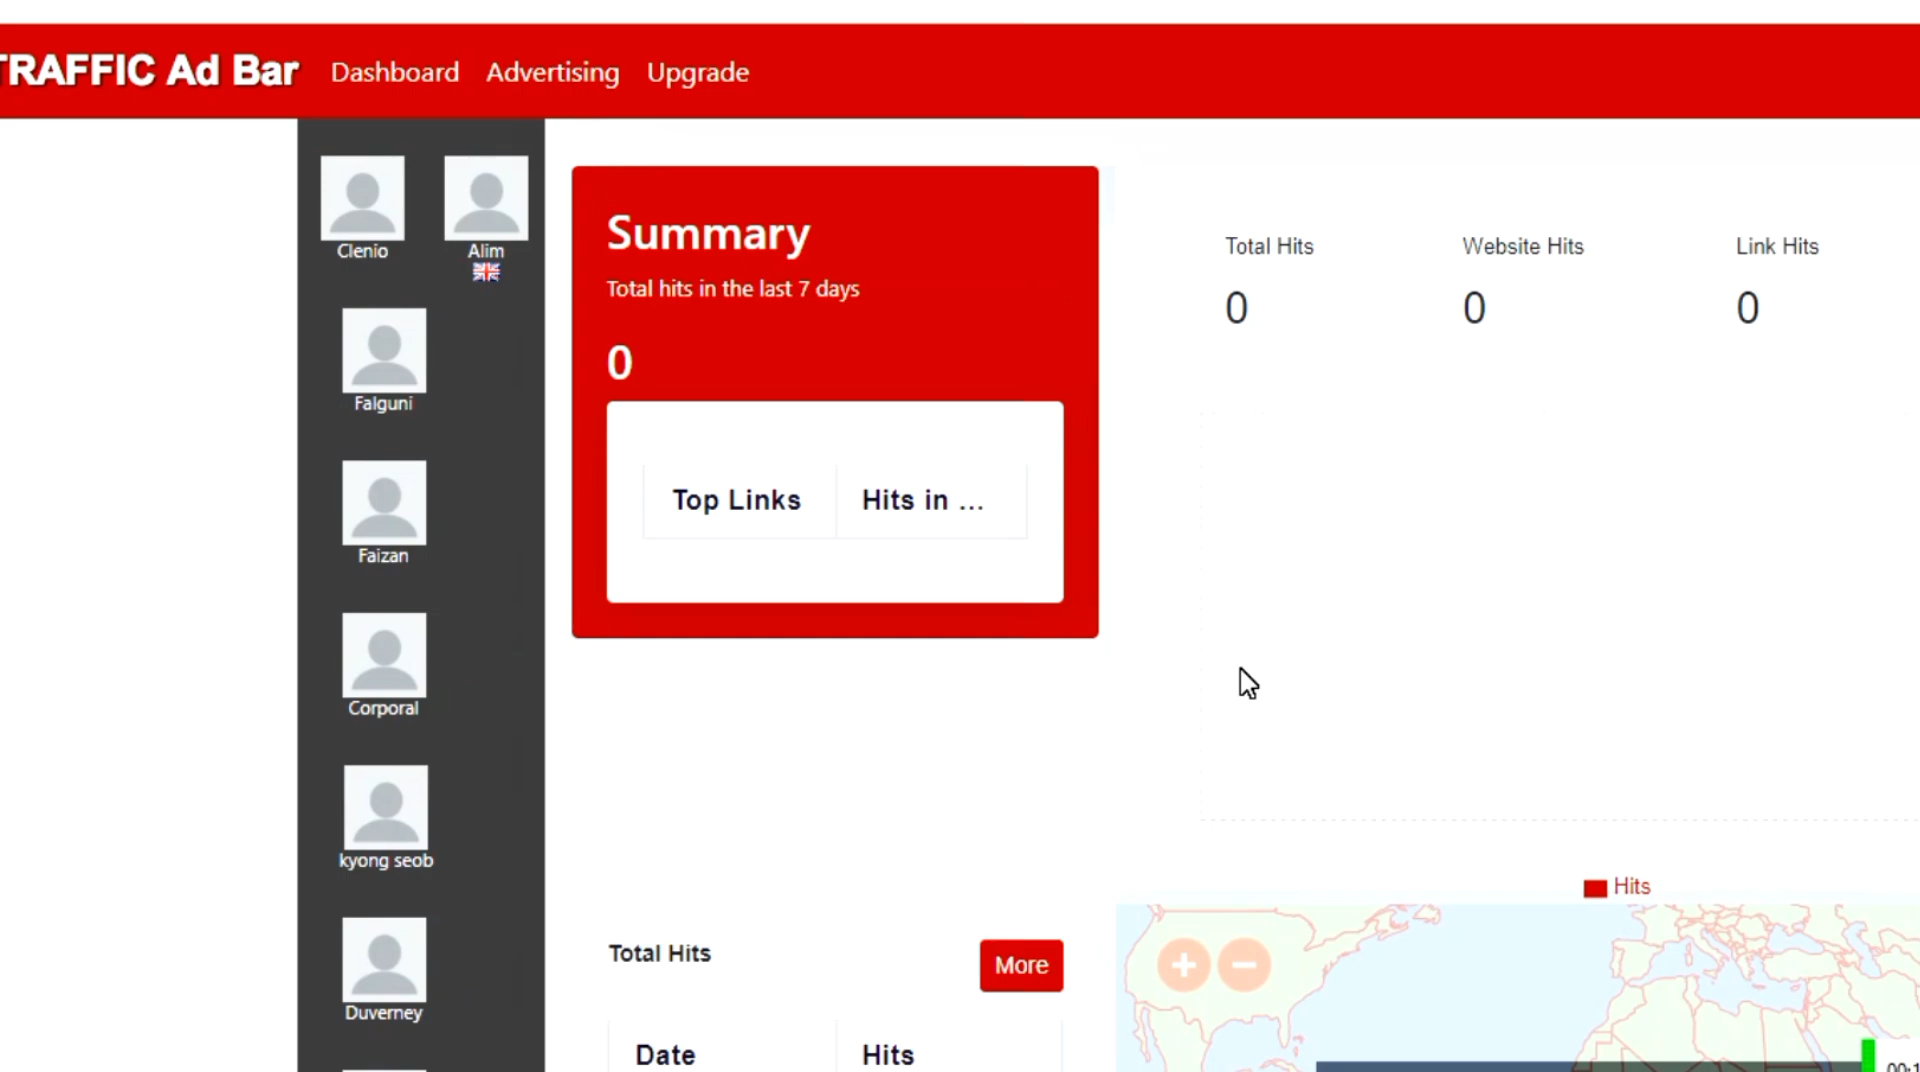 TRAFFIC Ad Bar
Dashboard
Advertising
Upgrade
Clenio
Alim
Falguni
Faizan
Corporal
kyong seob
Duverney
Summary
Total hits in the last 7 days
0
Top Links
Hits in ...
Total Hits
Website Hits
Link Hits
0
0
0
Hits
Total Hits
More
Date
Hits